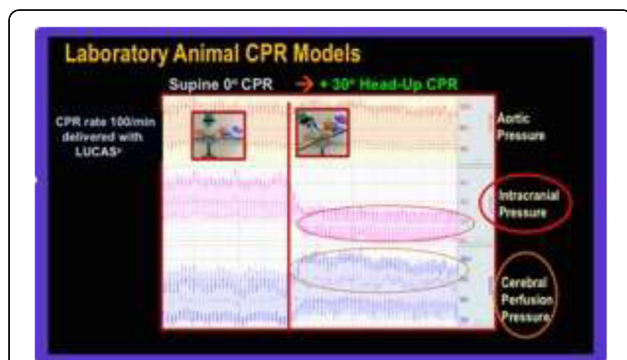 Laboratory Animal CPR Models
Supine 0° CPR → + 30° Head-Up CPR
CPR rate 100/min
delivered with
LUCAS
Aortic
Pressure
Intracranial
Pressure
Cerebral
Perfusion
Pressure